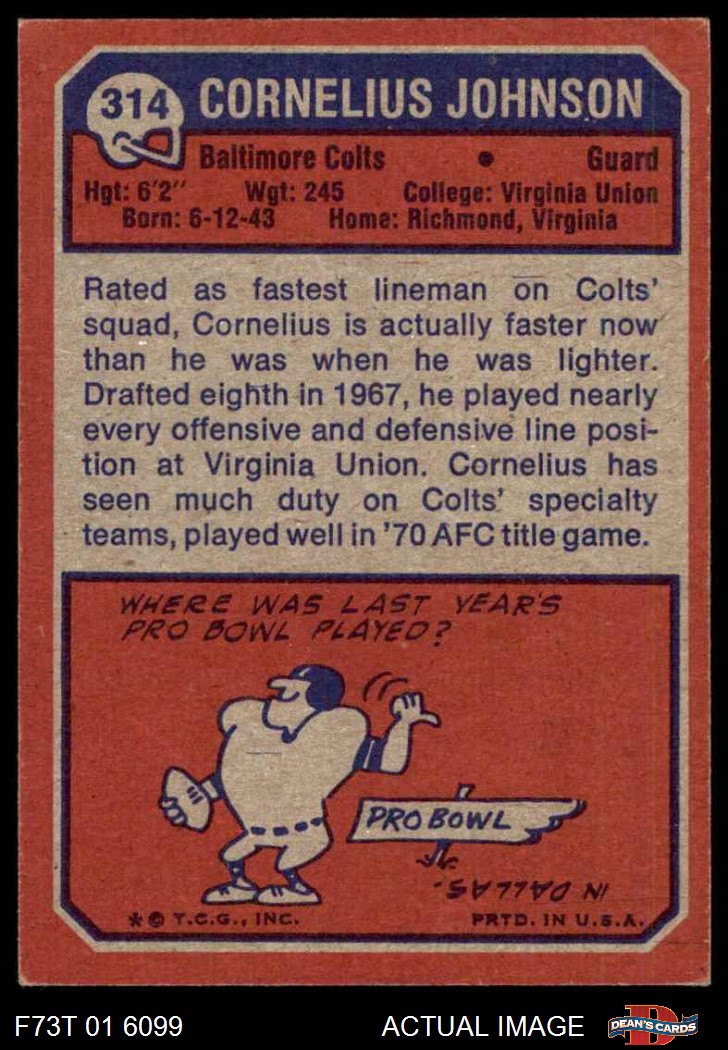 314 CORNELIUS JOHNSON
Baltimore Colts • Guard
Hgt: 6'2" Wgt: 245 College: Virginia Union
Born: 6-12-43 Home: Richmond, Virginia
Rated as fastest lineman on Colts'
squad, Cornelius is actually faster now
than he was when he was lighter.
Drafted eighth in 1967, he played nearly
every offensive and defensive line posi-
tion at Virginia Union. Cornelius has
seen much duty on Colts' specialty
teams, played well in '70 AFC title game.
WHERE WAS LAST YEAR'S
PRO BOWL PLAYED?
PRO BOWL
IN DALLAS.
* © T.C.G., INC. PRTD. IN U.S.A.
F73T 01 6099 ACTUAL IMAGE D DEAN'S CARDS